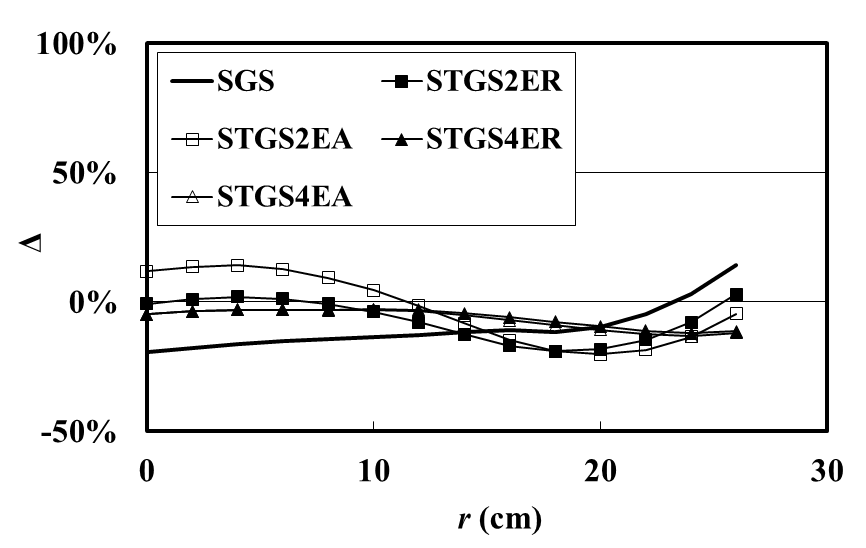 100%
SGS STGS2ER
STGS2EA STGS4ER
50%
STGS4EA
Δ
0%
-50%
0 10 20 30
r (cm)